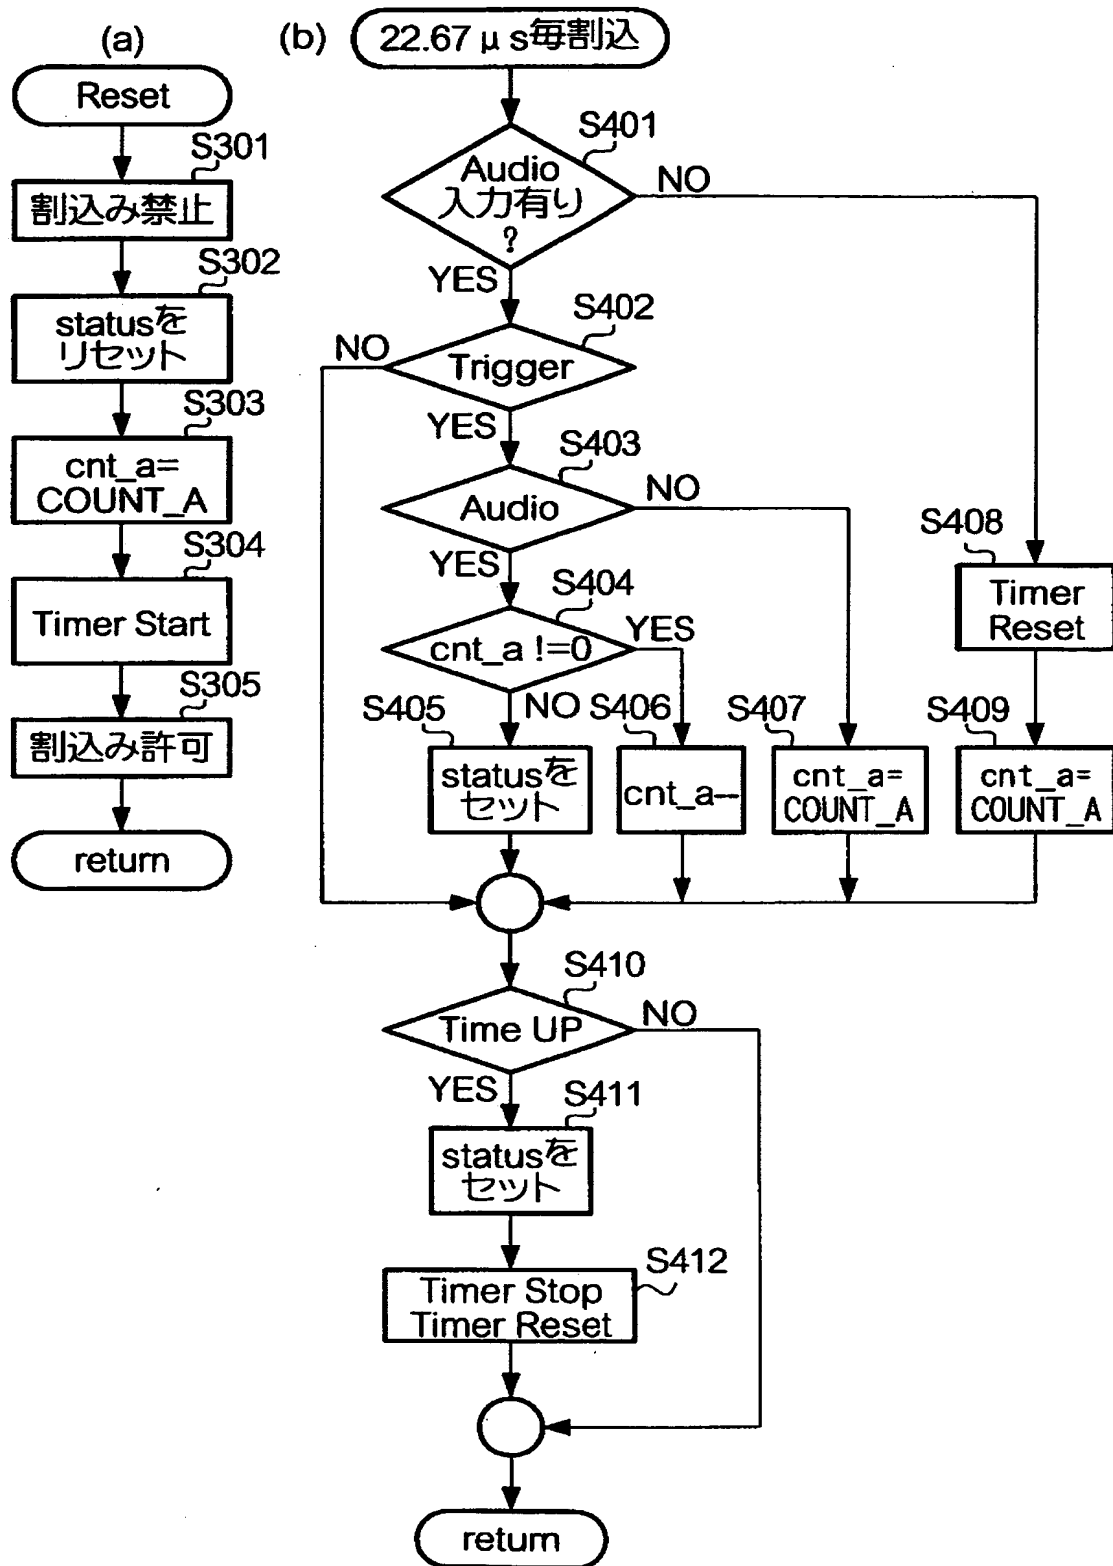 (a)
Reset
S301
割込み禁止
S302
statusを
リセット
S303
cnt_a=
COUNT_A
S304
Timer Start
S305
割込み許可
return
(b)
22.67 μs毎割込
S401
Audio
入力有り
?
NO
YES
S402
Trigger
NO
YES
S403
Audio
NO
YES
S404
cnt_a !=0
YES
NO
S405
statusを
セット
S406
cnt_a--
S407
cnt_a=
COUNT_A
S408
Timer
Reset
S409
cnt_a=
COUNT_A
S410
Time UP
NO
YES
S411
statusを
セット
S412
Timer Stop
Timer Reset
return